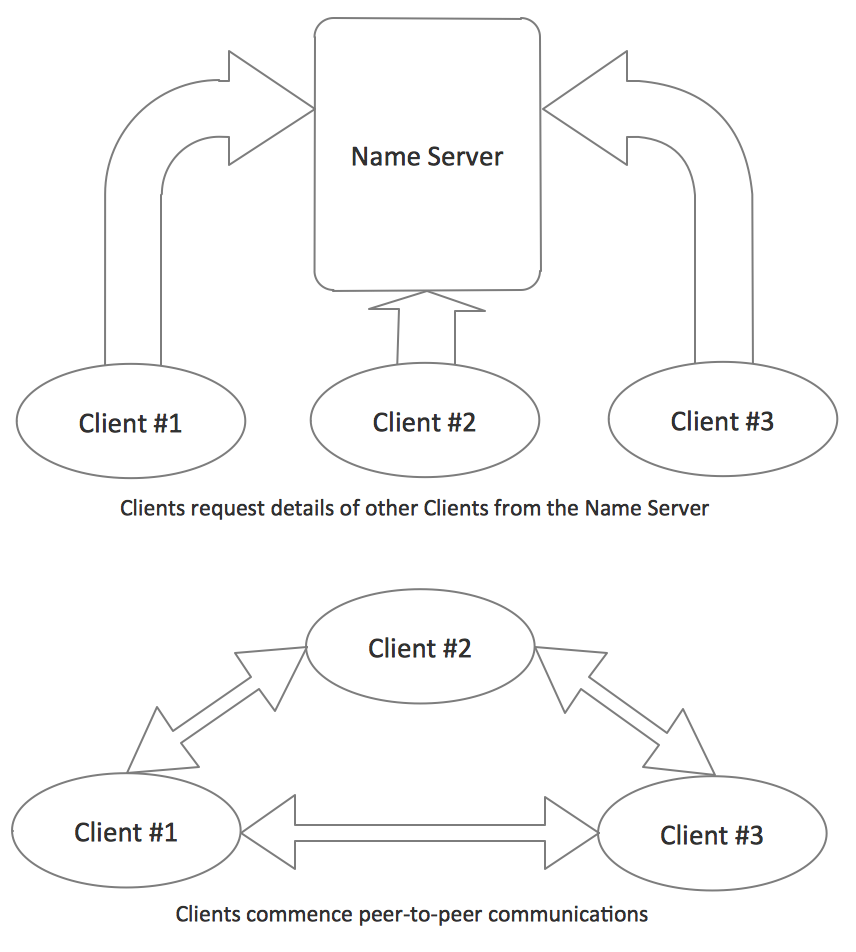 Name Server
Client #1
Client #2
Client #3
Clients request details of other Clients from the Name Server
Client #2
Client #1
Client #3
Clients commence peer-to-peer communications